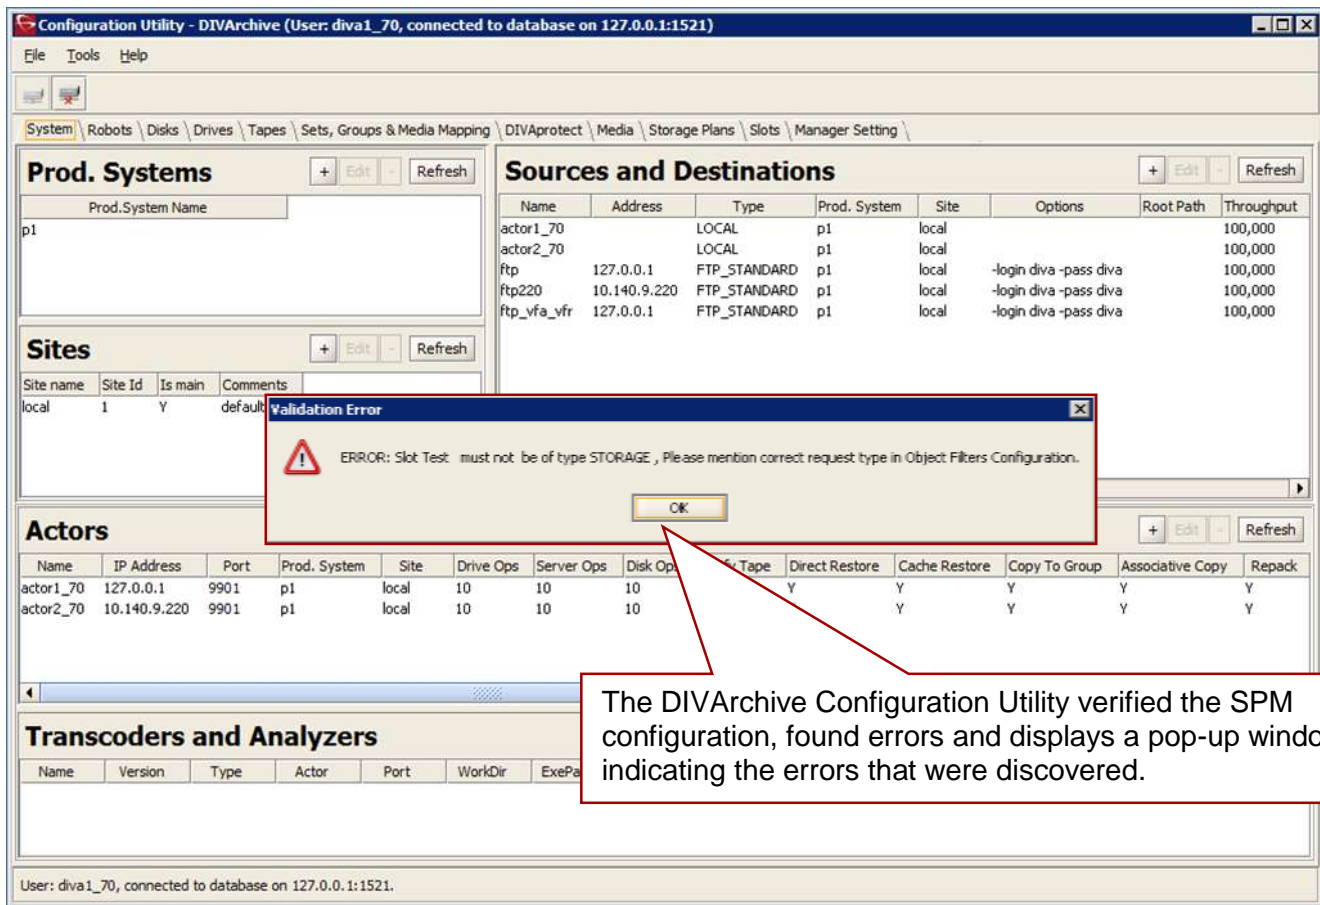 Configuration Utility - DIVArchive (User: diva1_70, connected to database on 127.0.0.1:1521)
File Tools Help
System Robots Disks Drives Tapes Sets, Groups & Media Mapping DIVAprotect Media Storage Plans Slots Manager Setting
Prod. Systems + Edit - Refresh
Prod.System Name
p1
Sites + Edit - Refresh
Site name Site Id Is main Comments
local 1 Y default
Sources and Destinations + Edit - Refresh
Name Address Type Prod. System Site Options Root Path Throughput
actor1_70 LOCAL p1 local 100,000
actor2_70 LOCAL p1 local 100,000
ftp 127.0.0.1 FTP_STANDARD p1 local -login diva -pass diva 100,000
ftp220 10.140.9.220 FTP_STANDARD p1 local -login diva -pass diva 100,000
ftp_vfa_vfr 127.0.0.1 FTP_STANDARD p1 local -login diva -pass diva 100,000
Validation Error
ERROR: Slot Test must not be of type STORAGE , Please mention correct request type in Object Filters Configuration.
OK
Actors + Edit - Refresh
Name IP Address Port Prod. System Site Drive Ops Server Ops Disk Op Tape Direct Restore Cache Restore Copy To Group Associative Copy Repack
actor1_70 127.0.0.1 9901 p1 local 10 10 10 Y Y Y Y Y
actor2_70 10.140.9.220 9901 p1 local 10 10 10 Y Y Y Y
The DIVArchive Configuration Utility verified the SPM
configuration, found errors and displays a pop-up windo
indicating the errors that were discovered.
Transcoders and Analyzers
Name Version Type Actor Port WorkDir ExePa
User: diva1_70, connected to database on 127.0.0.1:1521.